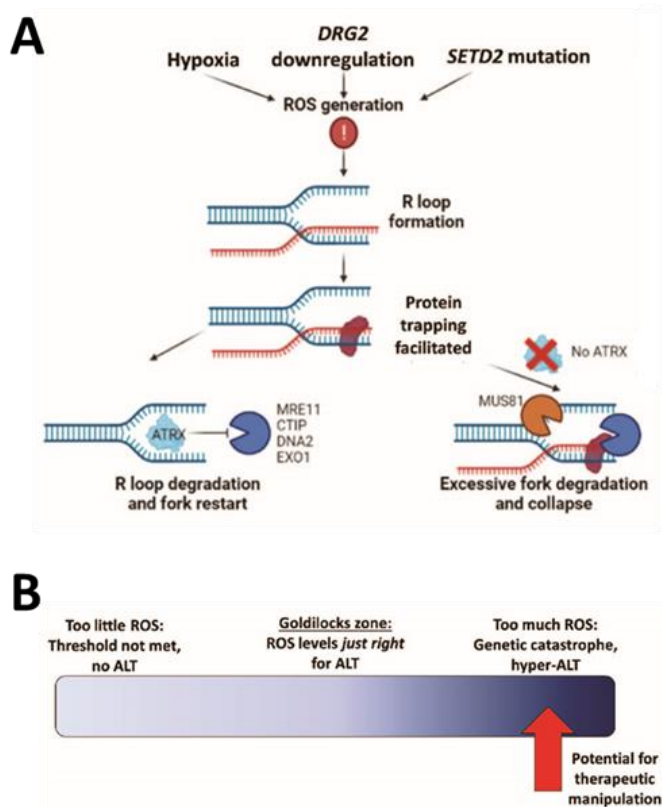 A
DRG2
downregulation
Hypoxia
SETD2 mutation
ROS generation
!
R loop
formation
Protein
trapping
facilitated
No ATRX
MUS81
ATRX
MRE11
CTIP
DNA2
EXO1
R loop degradation
and fork restart
Excessive fork degradation
and collapse
B
Too little ROS:
Threshold not met,
no ALT
Goldilocks zone:
ROS levels just right
for ALT
Too much ROS:
Genetic catastrophe,
hyper-ALT
Potential for
therapeutic
manipulation